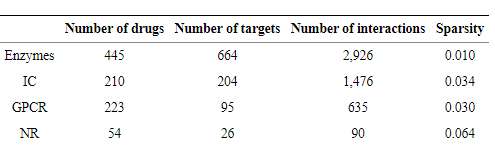 Number of drugs Number of targets Number of interactions Sparsity
Enzymes 445 664 2,926 0.010
IC 210 204 1,476 0.034
GPCR 223 95 635 0.030
NR 54 26 90 0.064